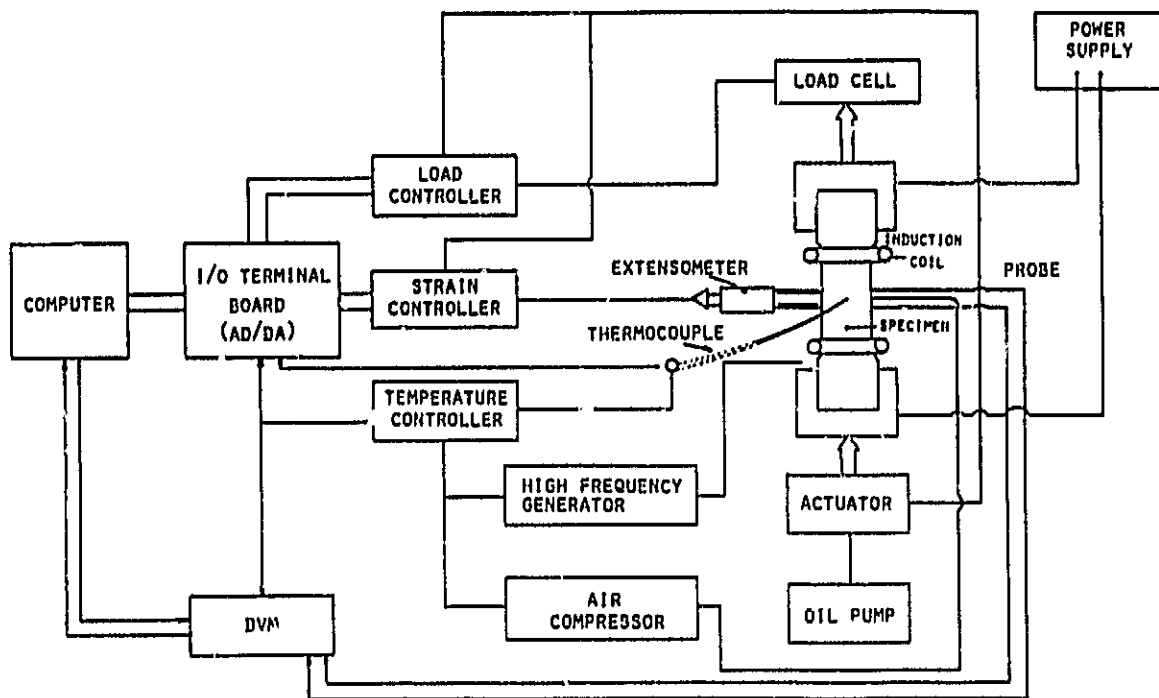 POWER
SUPPLY
LOAD CELL
LOAD
CONTROLLER
INDUCTION
COIL
I/O TERMINAL
BOARD
(AD/DA)
COMPUTER
STRAIN
CONTROLLER
EXTENSOMETER
PROBE
THERMOCOUPLE
SPECIMEN
TEMPERATURE
CONTROLLER
HIGH FREQUENCY
GENERATOR
ACTUATOR
AIR
COMPRESSOR
OIL PUMP
DVM